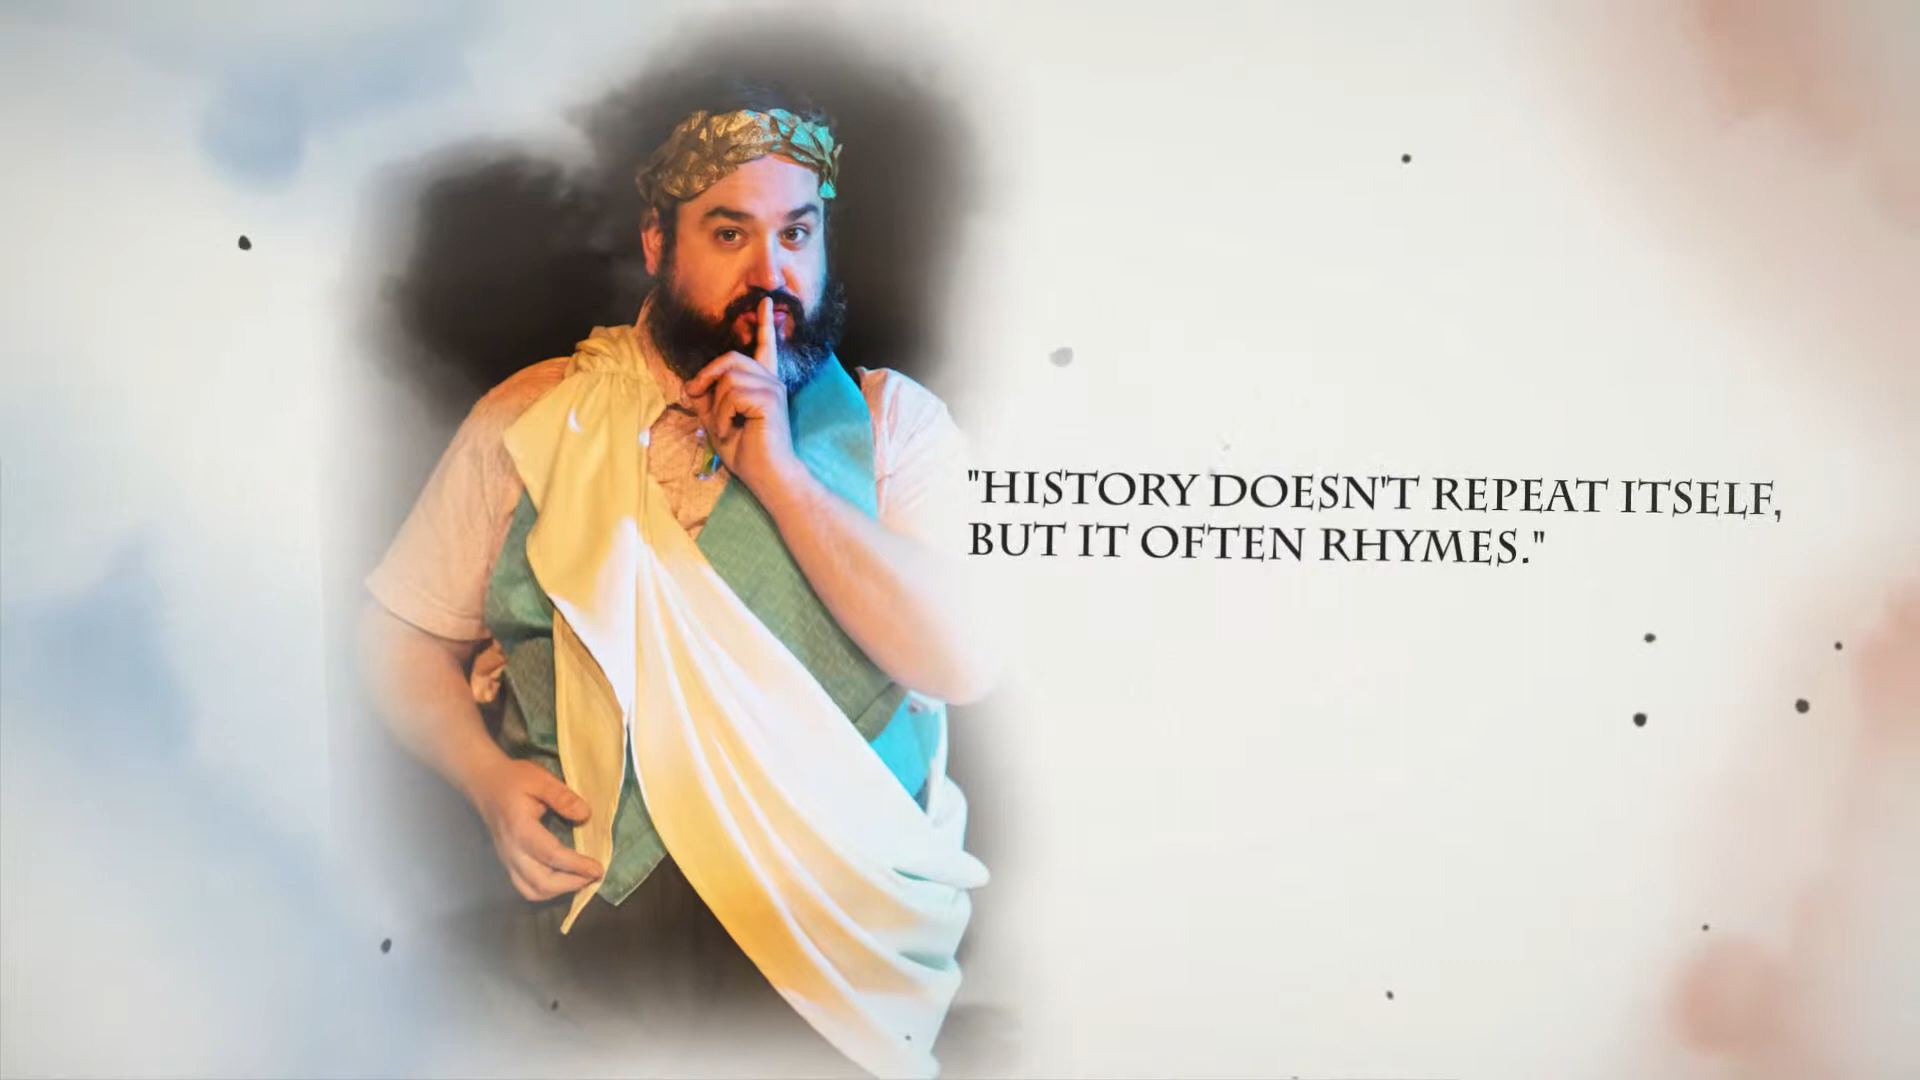 "HISTORY DOESN'T REPEAT ITSELF,
BUT IT OFTEN RHYMES."